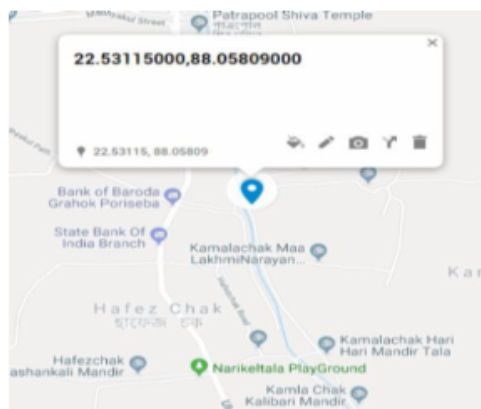 Patrapool Shiva Temple
22.53115000,88.05809000
22.53115, 88.05809
Bank of Baroda
Grahok Poriseba
State Bank Of
India Branch
Kamalachak Maa
LakhmiNarayan...
Kar
Hafez Chak
Kamalachak Hari
Hari Mandir Tala
Hafezchak
ashankali Mandir
Narikeltala PlayGround
Kamla Chak
Kalibari Mandir